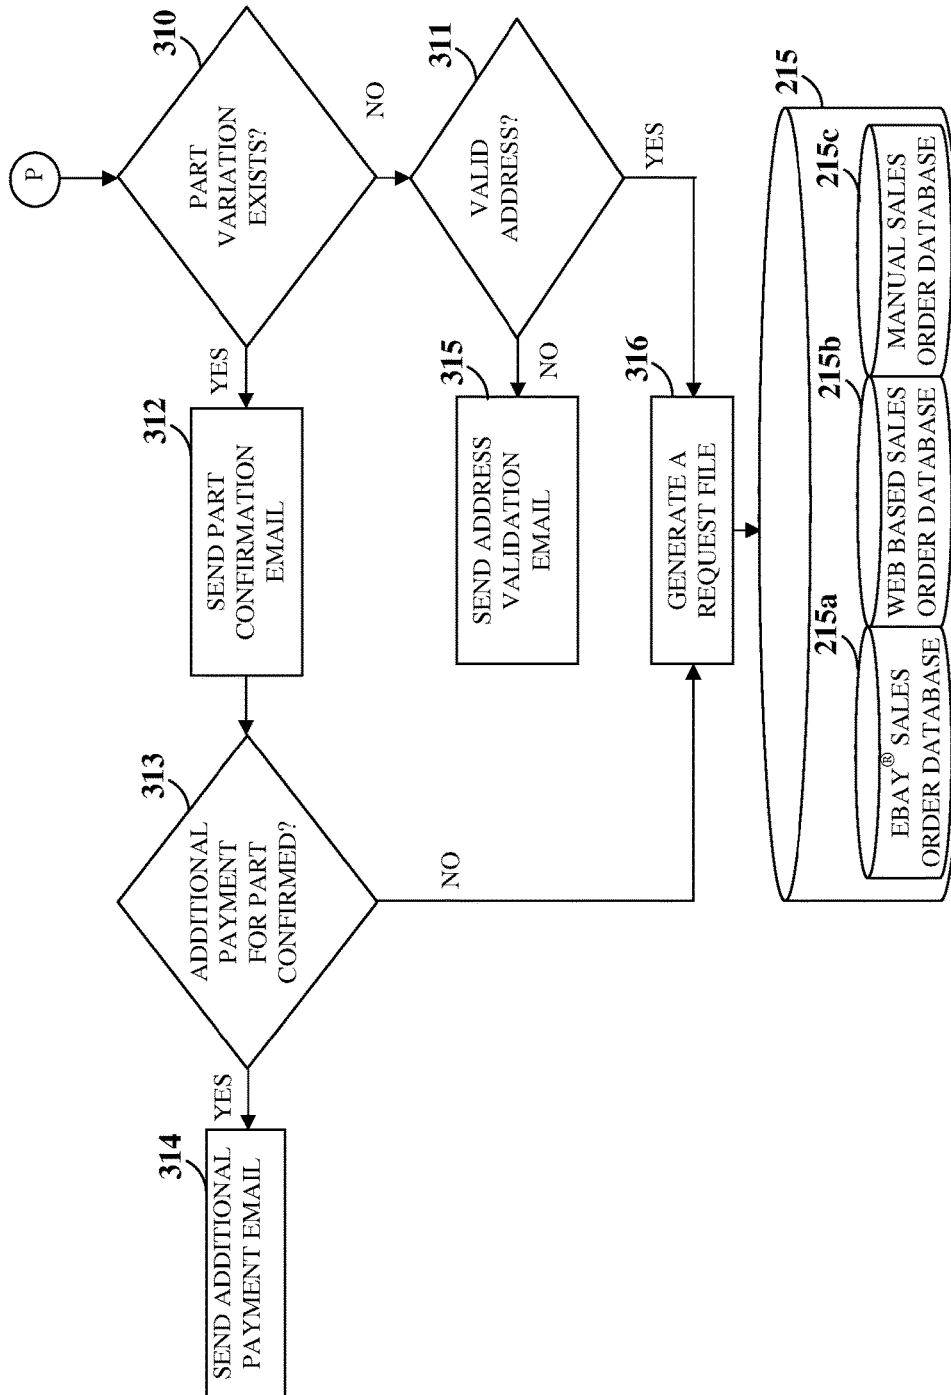 P
310
PART
VARIATION
EXISTS?
YES
NO
312
SEND PART
CONFIRMATION
EMAIL
313
ADDITIONAL
PAYMENT
FOR PART
CONFIRMED?
YES
NO
314
SEND ADDITIONAL
PAYMENT EMAIL
311
VALID
ADDRESS?
NO
YES
315
SEND ADDRESS
VALIDATION
EMAIL
316
GENERATE A
REQUEST FILE
215
215a
EBAY® SALES
ORDER DATABASE
215b
WEB BASED SALES
ORDER DATABASE
215c
MANUAL SALES
ORDER DATABASE